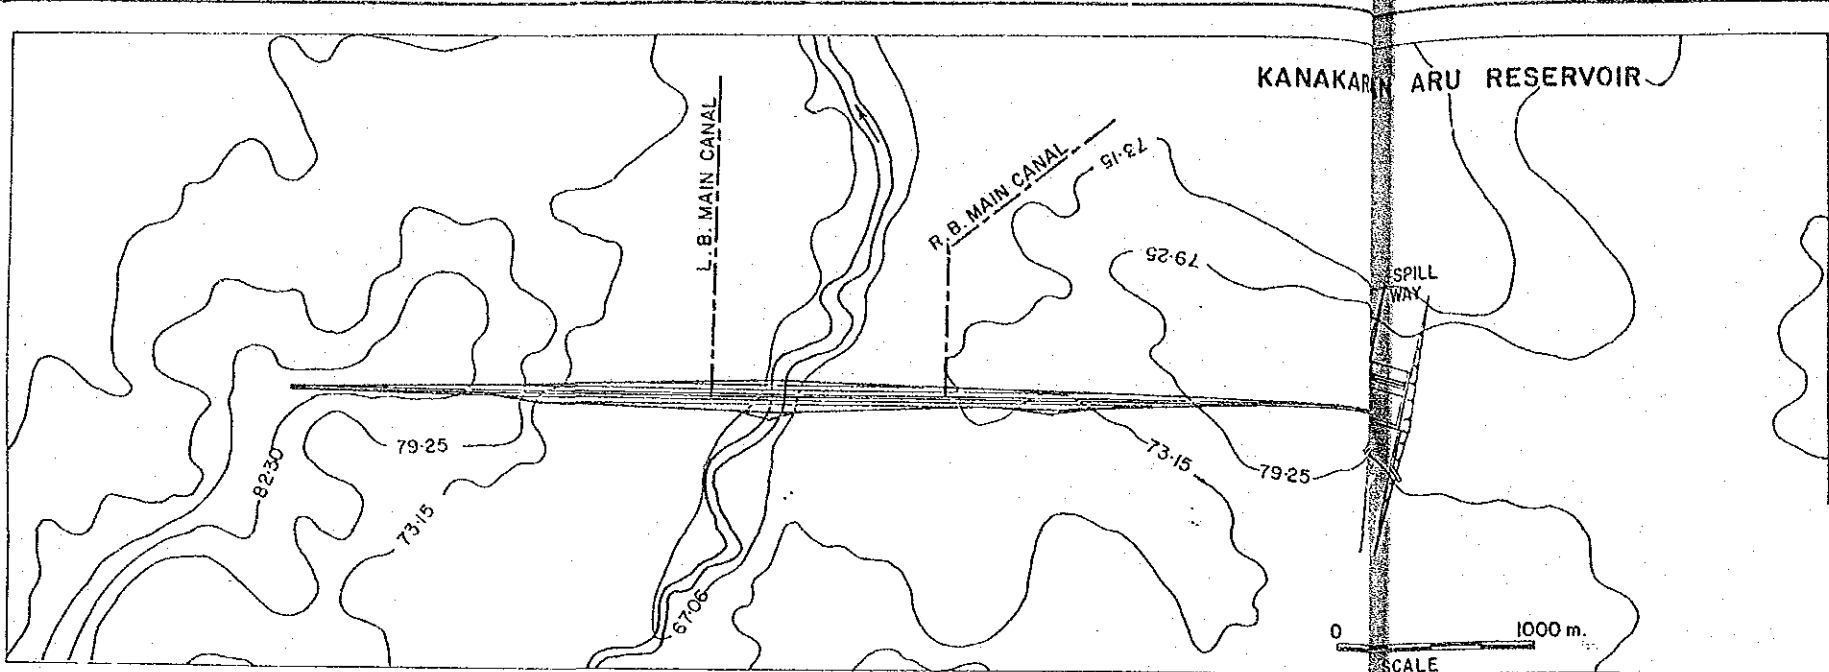 KANAKARAN ARU RESERVOIR
L. B. MAIN CANAL
R. B. MAIN CANAL
73·15
79·25
SPILL
WAY
79·25
82·30
73·15
73·15
79·25
67·06
0 1000 m.
SCALE